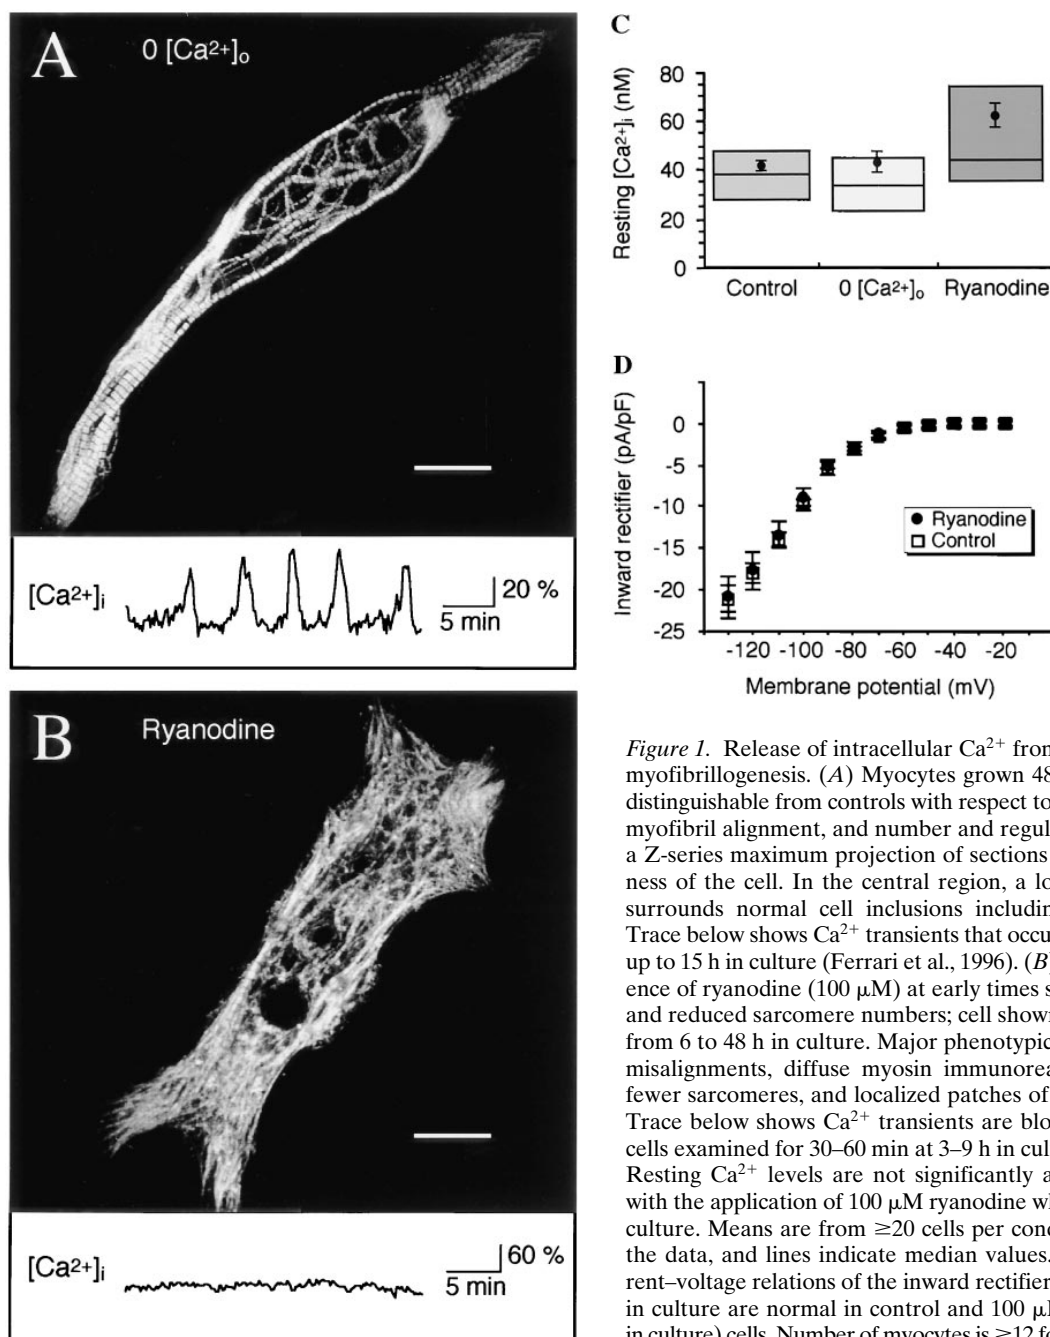 A
0 [Ca2+]o
[Ca2+]i
20 %
5 min
B
Ryanodine
[Ca2+]i
60 %
5 min
C
Resting [Ca2+]i (nM)
80
60
40
20
0
Control
0 [Ca2+]o
Ryanodine
D
Inward rectifier (pA/pF)
0
-5
-10
-15
-20
-25
Ryanodine
Control
-120 -100 -80 -60 -40 -20
Membrane potential (mV)
Figure 1. Release of intracellular Ca2+ from
myofibrillogenesis. (A) Myocytes grown 48
distinguishable from controls with respect to
myofibril alignment, and number and regul
a Z-series maximum projection of sections
ness of the cell. In the central region, a lo
surrounds normal cell inclusions includin
Trace below shows Ca2+ transients that occu
up to 15 h in culture (Ferrari et al., 1996). (B
ence of ryanodine (100 μM) at early times s
and reduced sarcomere numbers; cell shown
from 6 to 48 h in culture. Major phenotypic
misalignments, diffuse myosin immunorea
fewer sarcomeres, and localized patches of
Trace below shows Ca2+ transients are blo
cells examined for 30–60 min at 3–9 h in cul
Resting Ca2+ levels are not significantly a
with the application of 100 μM ryanodine wh
culture. Means are from ≥20 cells per cond
the data, and lines indicate median values.
rent–voltage relations of the inward rectifier
in culture are normal in control and 100 μM
in culture) cells. Number of myocytes is ≥12 f